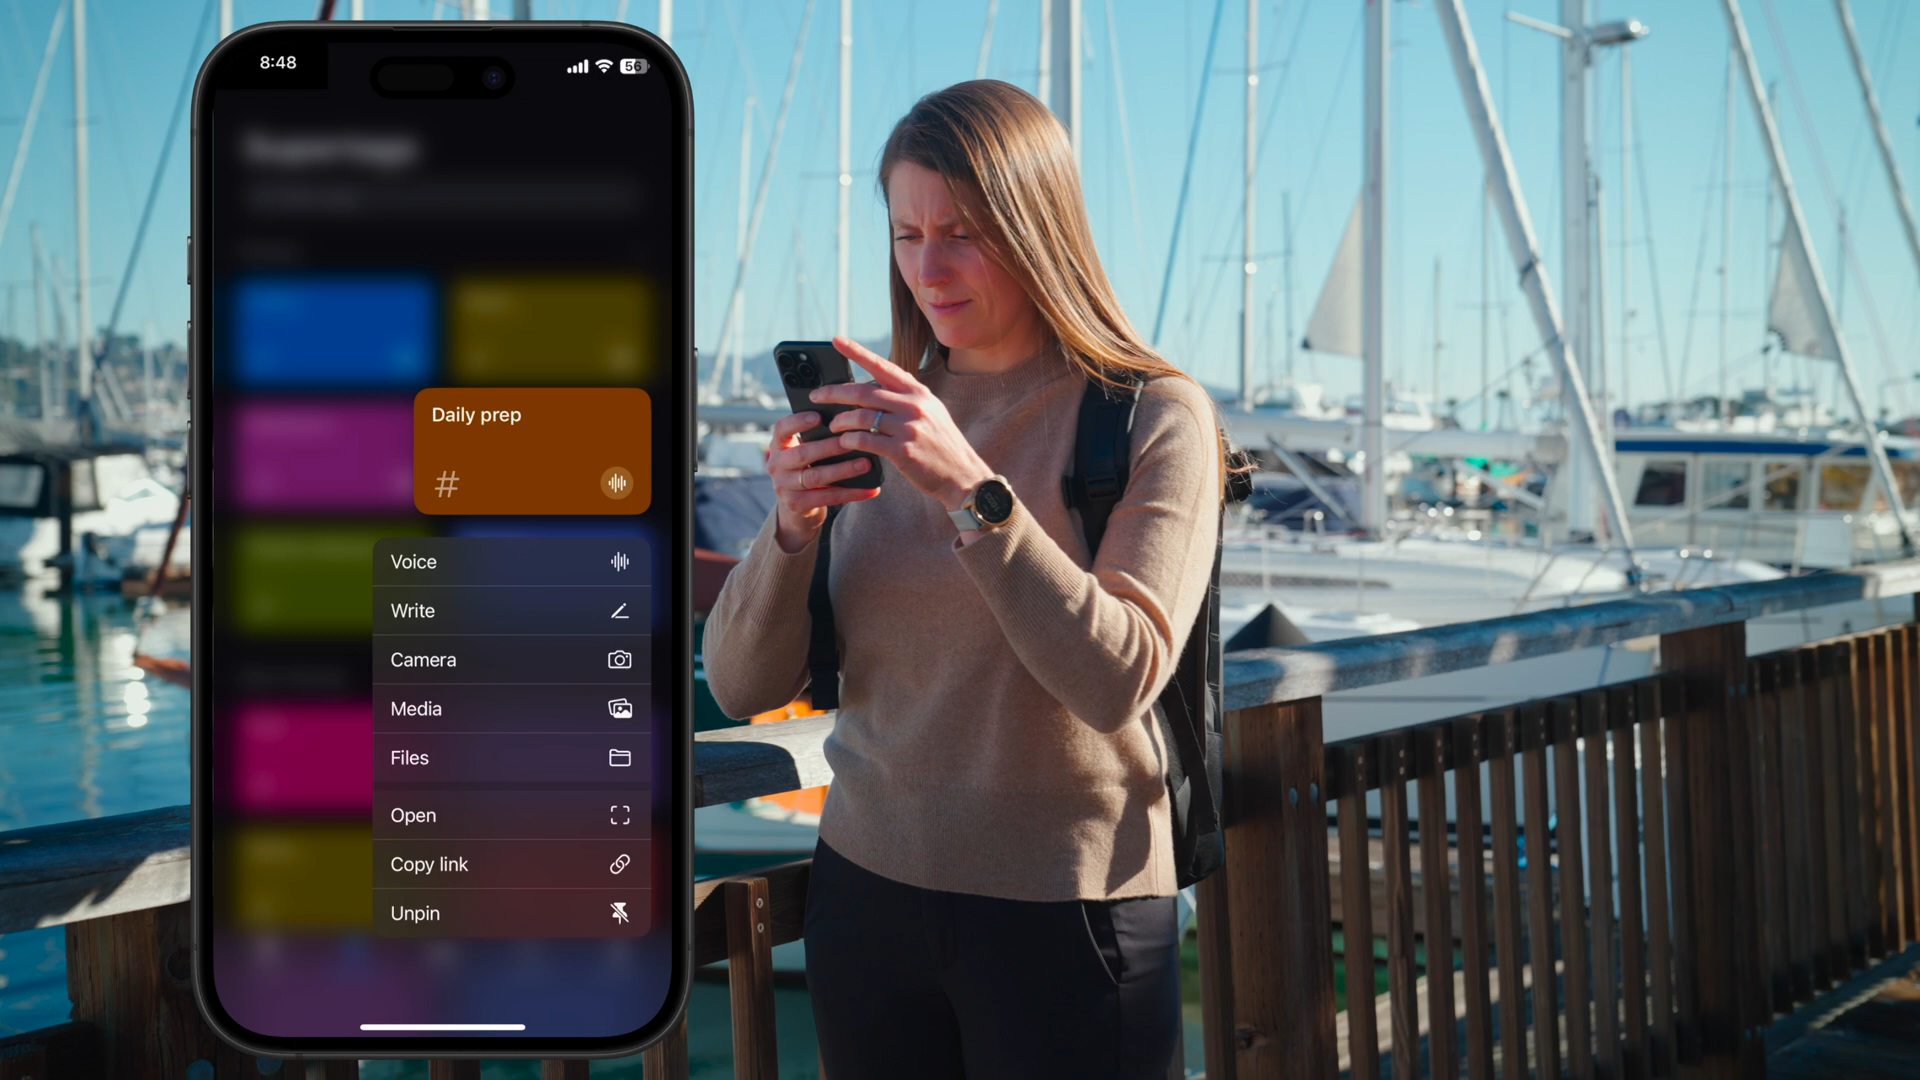 8:48
56
Daily prep
#
Voice
Write
Camera
Media
Files
Open
Copy link
Unpin